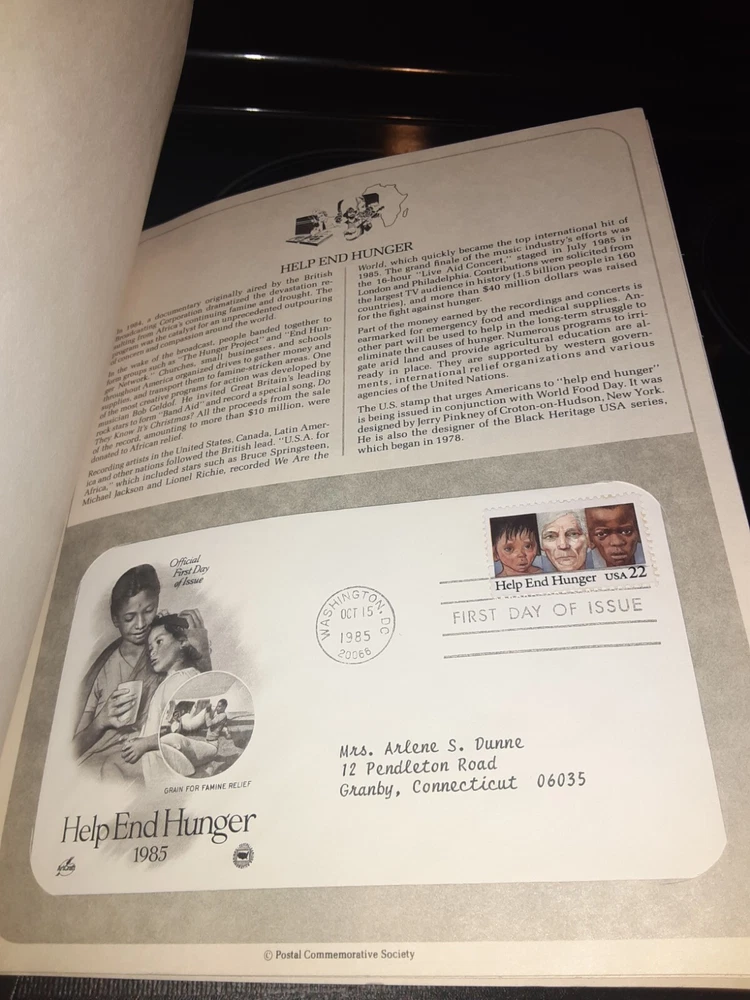 HELP END HUNGER
In 1984, a documentary originally aired by the British
Broadcasting Corporation dramatized the devastation re-
sulting from Africa's continuing famine and drought. The
program was the catalyst for an unprecedented outpouring
of concern and compassion around the world.
In the wake of the broadcast, people banded together to
form groups such as "The Hunger Project" and "End Hun-
ger Network." Churches, small businesses, and schools
throughout America organized drives to gather money and
supplies, and transport them to famine-stricken areas. One
of the most creative programs for action was developed by
musician Bob Geldof. He invited Great Britain's leading
rock stars to form "Band Aid" and record a special song, Do
They Know It's Christmas? All the proceeds from the sale
of the record, amounting to more than $10 million, were
donated to African relief.
Recording artists in the United States, Canada, Latin Amer-
ica and other nations followed the British lead. "U.S.A. for
Africa," which included stars such as Bruce Springsteen,
Michael Jackson and Lionel Richie, recorded We Are the
World, which quickly became the top international hit of
1985. The grand finale of the music industry's efforts was
the 16-hour "Live Aid Concert," staged in July 1985 in
London and Philadelphia. Contributions were solicited from
the largest TV audience in history (1.5 billion people in 160
countries), and more than $40 million dollars was raised
for the fight against hunger.
Part of the money earned by the recordings and concerts is
earmarked for emergency food and medical supplies. An-
other part will be used to help in the long-term struggle to
eliminate the causes of hunger. Numerous programs to irri-
gate arid land and provide agricultural education are al-
ready in place. They are supported by western govern-
ments, international relief organizations and various
agencies of the United Nations.
The U.S. stamp that urges Americans to "help end hunger"
is being issued in conjunction with World Food Day. It was
designed by Jerry Pinkney of Croton-on-Hudson, New York.
He is also the designer of the Black Heritage USA series,
which began in 1978.
Official
First Day
of Issue
WASHINGTON, DC
OCT 15
1985
20066
Help End Hunger USA 22
FIRST DAY OF ISSUE
Mrs. Arlene S. Dunne
12 Pendleton Road
Granby, Connecticut 06035
GRAIN FOR FAMINE RELIEF
Help End Hunger
1985
ArtCraft
© Postal Commemorative Society